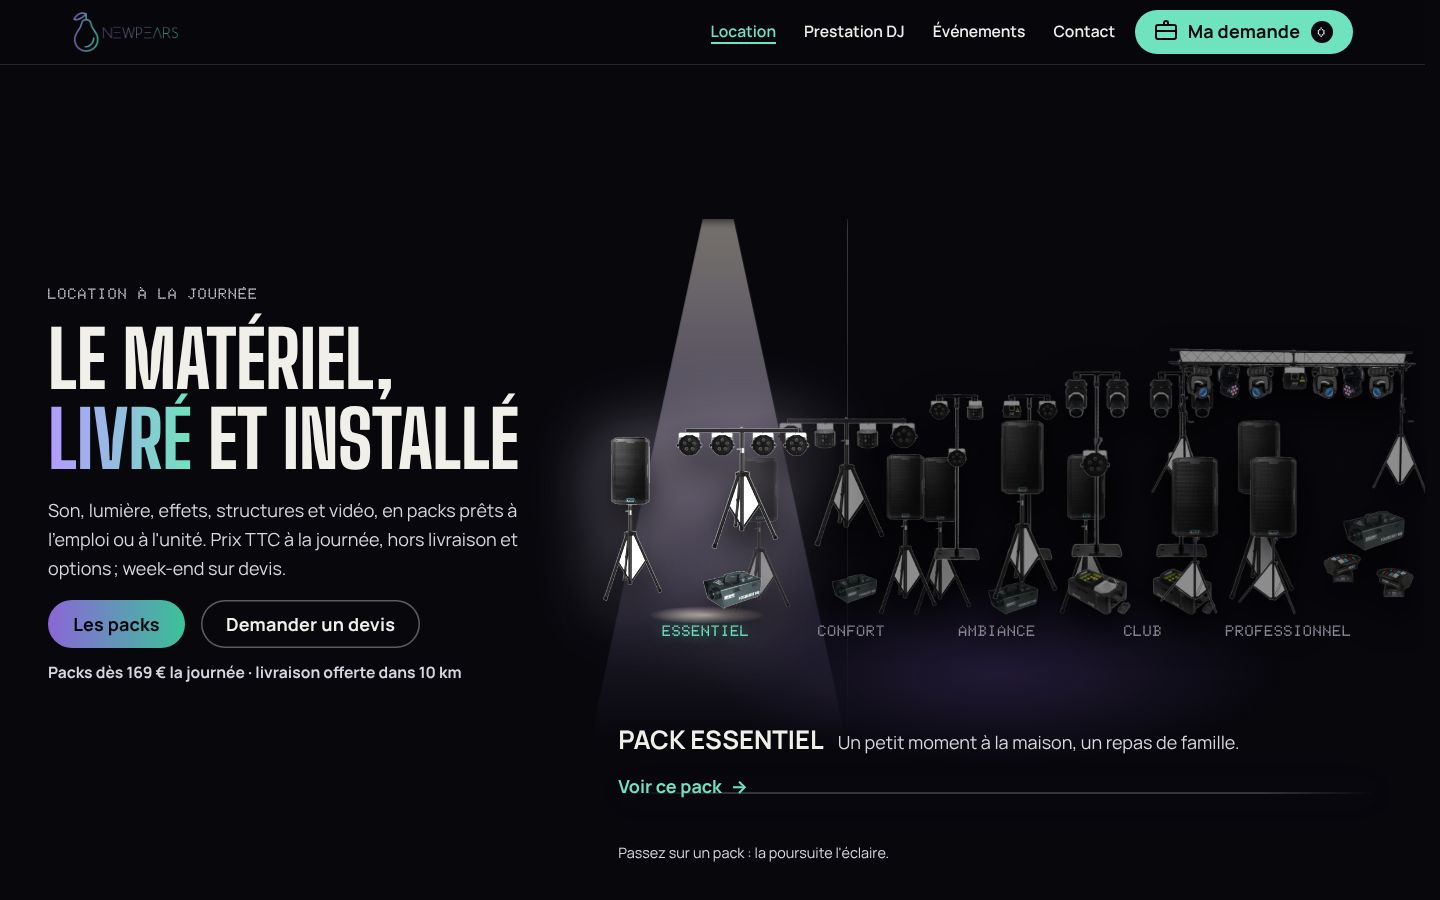 NEWPEARS
Location
Prestation DJ
Événements
Contact
Ma demande
0
LOCATION À LA JOURNÉE
LE MATÉRIEL,
LIVRÉ ET INSTALLÉ
Son, lumière, effets, structures et vidéo, en packs prêts à
l'emploi ou à l'unité. Prix TTC à la journée, hors livraison et
options ; week-end sur devis.
Les packs
Demander un devis
Packs dès 169 € la journée · livraison offerte dans 10 km
ESSENTIEL
CONFORT
AMBIANCE
CLUB
PROFESSIONNEL
PACK ESSENTIEL Un petit moment à la maison, un repas de famille.
Voir ce pack →
Passez sur un pack : la poursuite l'éclaire.